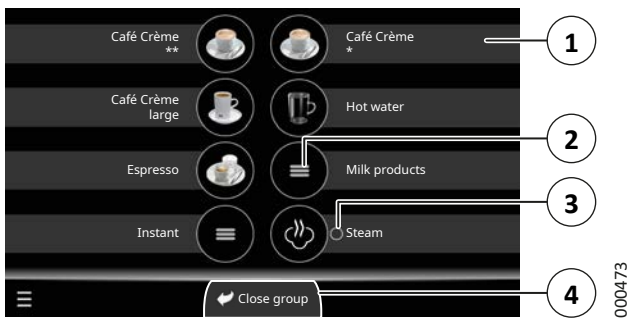 Café Crème
**
Café Crème
*
1
Café Crème
large
Hot water
2
Espresso
Milk products
3
Instant
Steam
Close group
4
000473